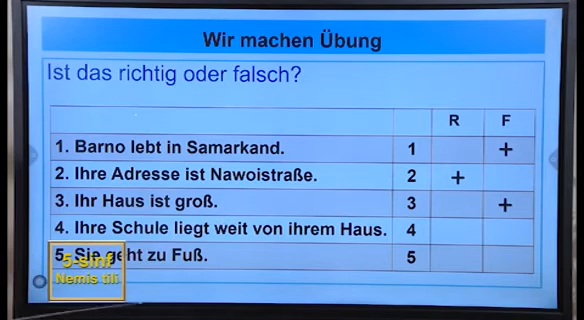 Wir machen Übung
Ist das richtig oder falsch?
R F
1. Barno lebt in Samarkand. 1 +
2. Ihre Adresse ist Nawoistraße. 2 +
3. Ihr Haus ist groß. 3 +
4. Ihre Schule liegt weit von ihrem Haus. 4
5. Sie geht zu Fuß. 5
5-sinf
Nemis tili